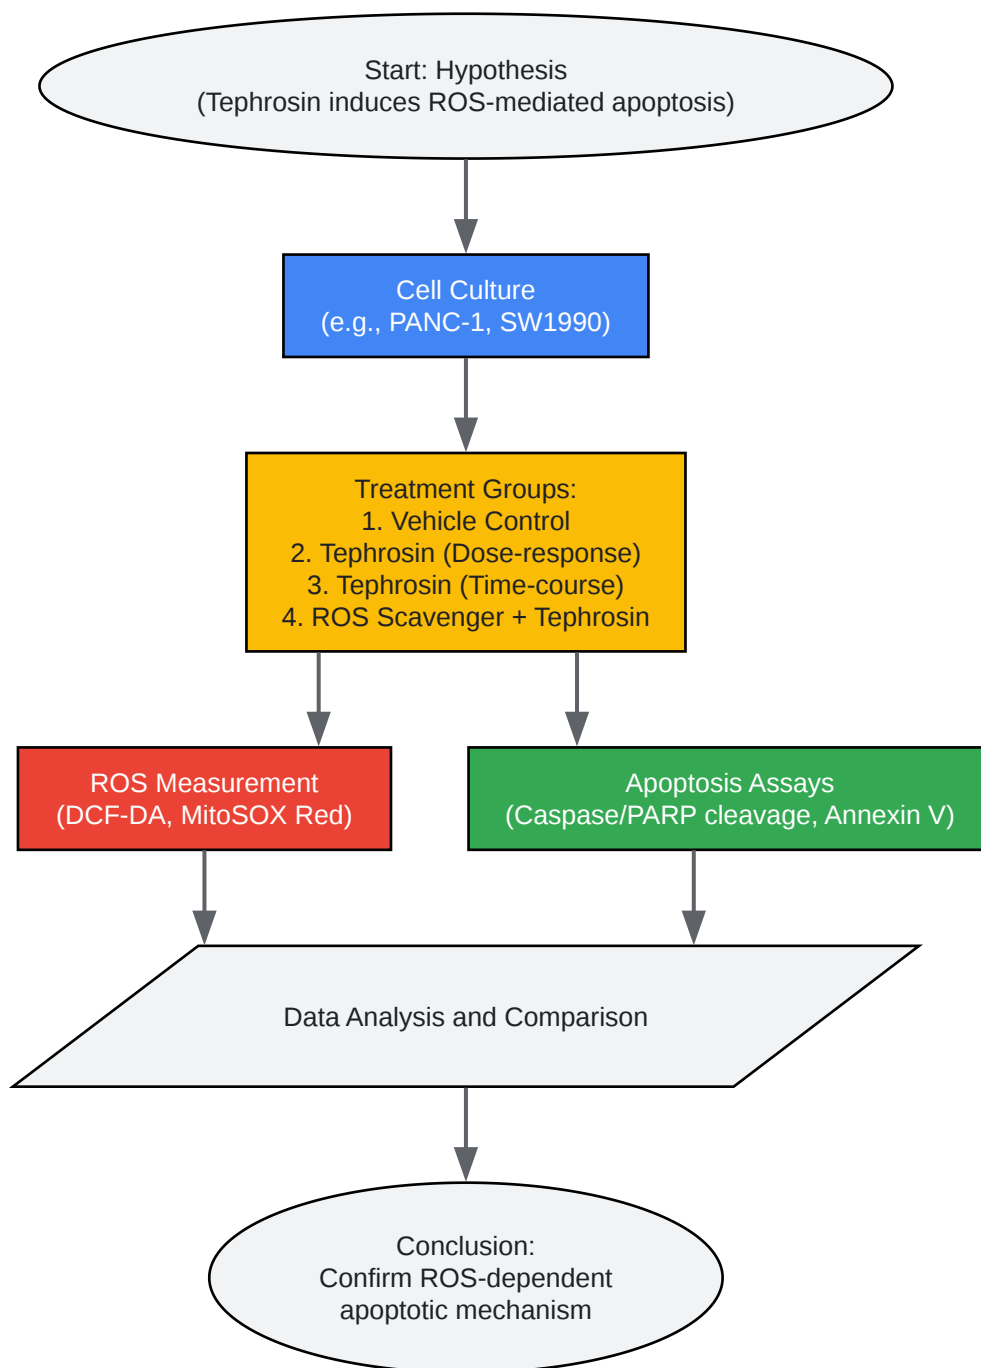 Start: Hypothesis
(Tephrosin induces ROS-mediated apoptosis)
Cell Culture
(e.g., PANC-1, SW1990)
Treatment Groups:
1. Vehicle Control
2. Tephrosin (Dose-response)
3. Tephrosin (Time-course)
4. ROS Scavenger + Tephrosin
ROS Measurement
(DCF-DA, MitoSOX Red)
Apoptosis Assays
(Caspase/PARP cleavage, Annexin V)
Data Analysis and Comparison
Conclusion:
Confirm ROS-dependent
apoptotic mechanism